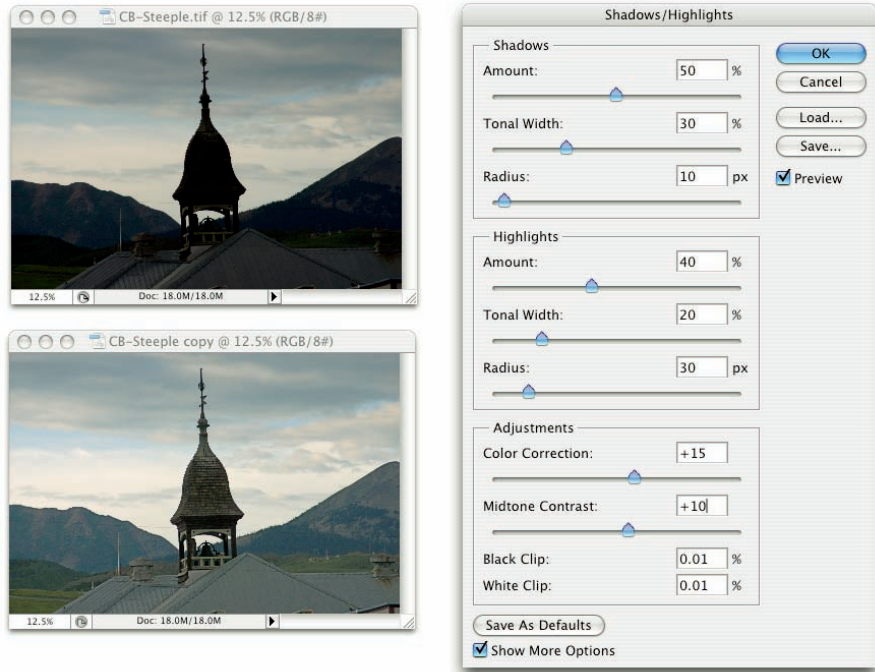 CB-Steeple.tif @ 12.5% (RGB/8#)
12.5% Doc: 18.0M/18.0M
CB-Steeple copy @ 12.5% (RGB/8#)
12.5% Doc: 18.0M/18.0M
Shadows/Highlights
Shadows
Amount: 50 %
Tonal Width: 30 %
Radius: 10 px
Highlights
Amount: 40 %
Tonal Width: 20 %
Radius: 30 px
Adjustments
Color Correction: +15
Midtone Contrast: +10
Black Clip: 0.01 %
White Clip: 0.01 %
Save As Defaults
Show More Options
OK
Cancel
Load...
Save...
Preview